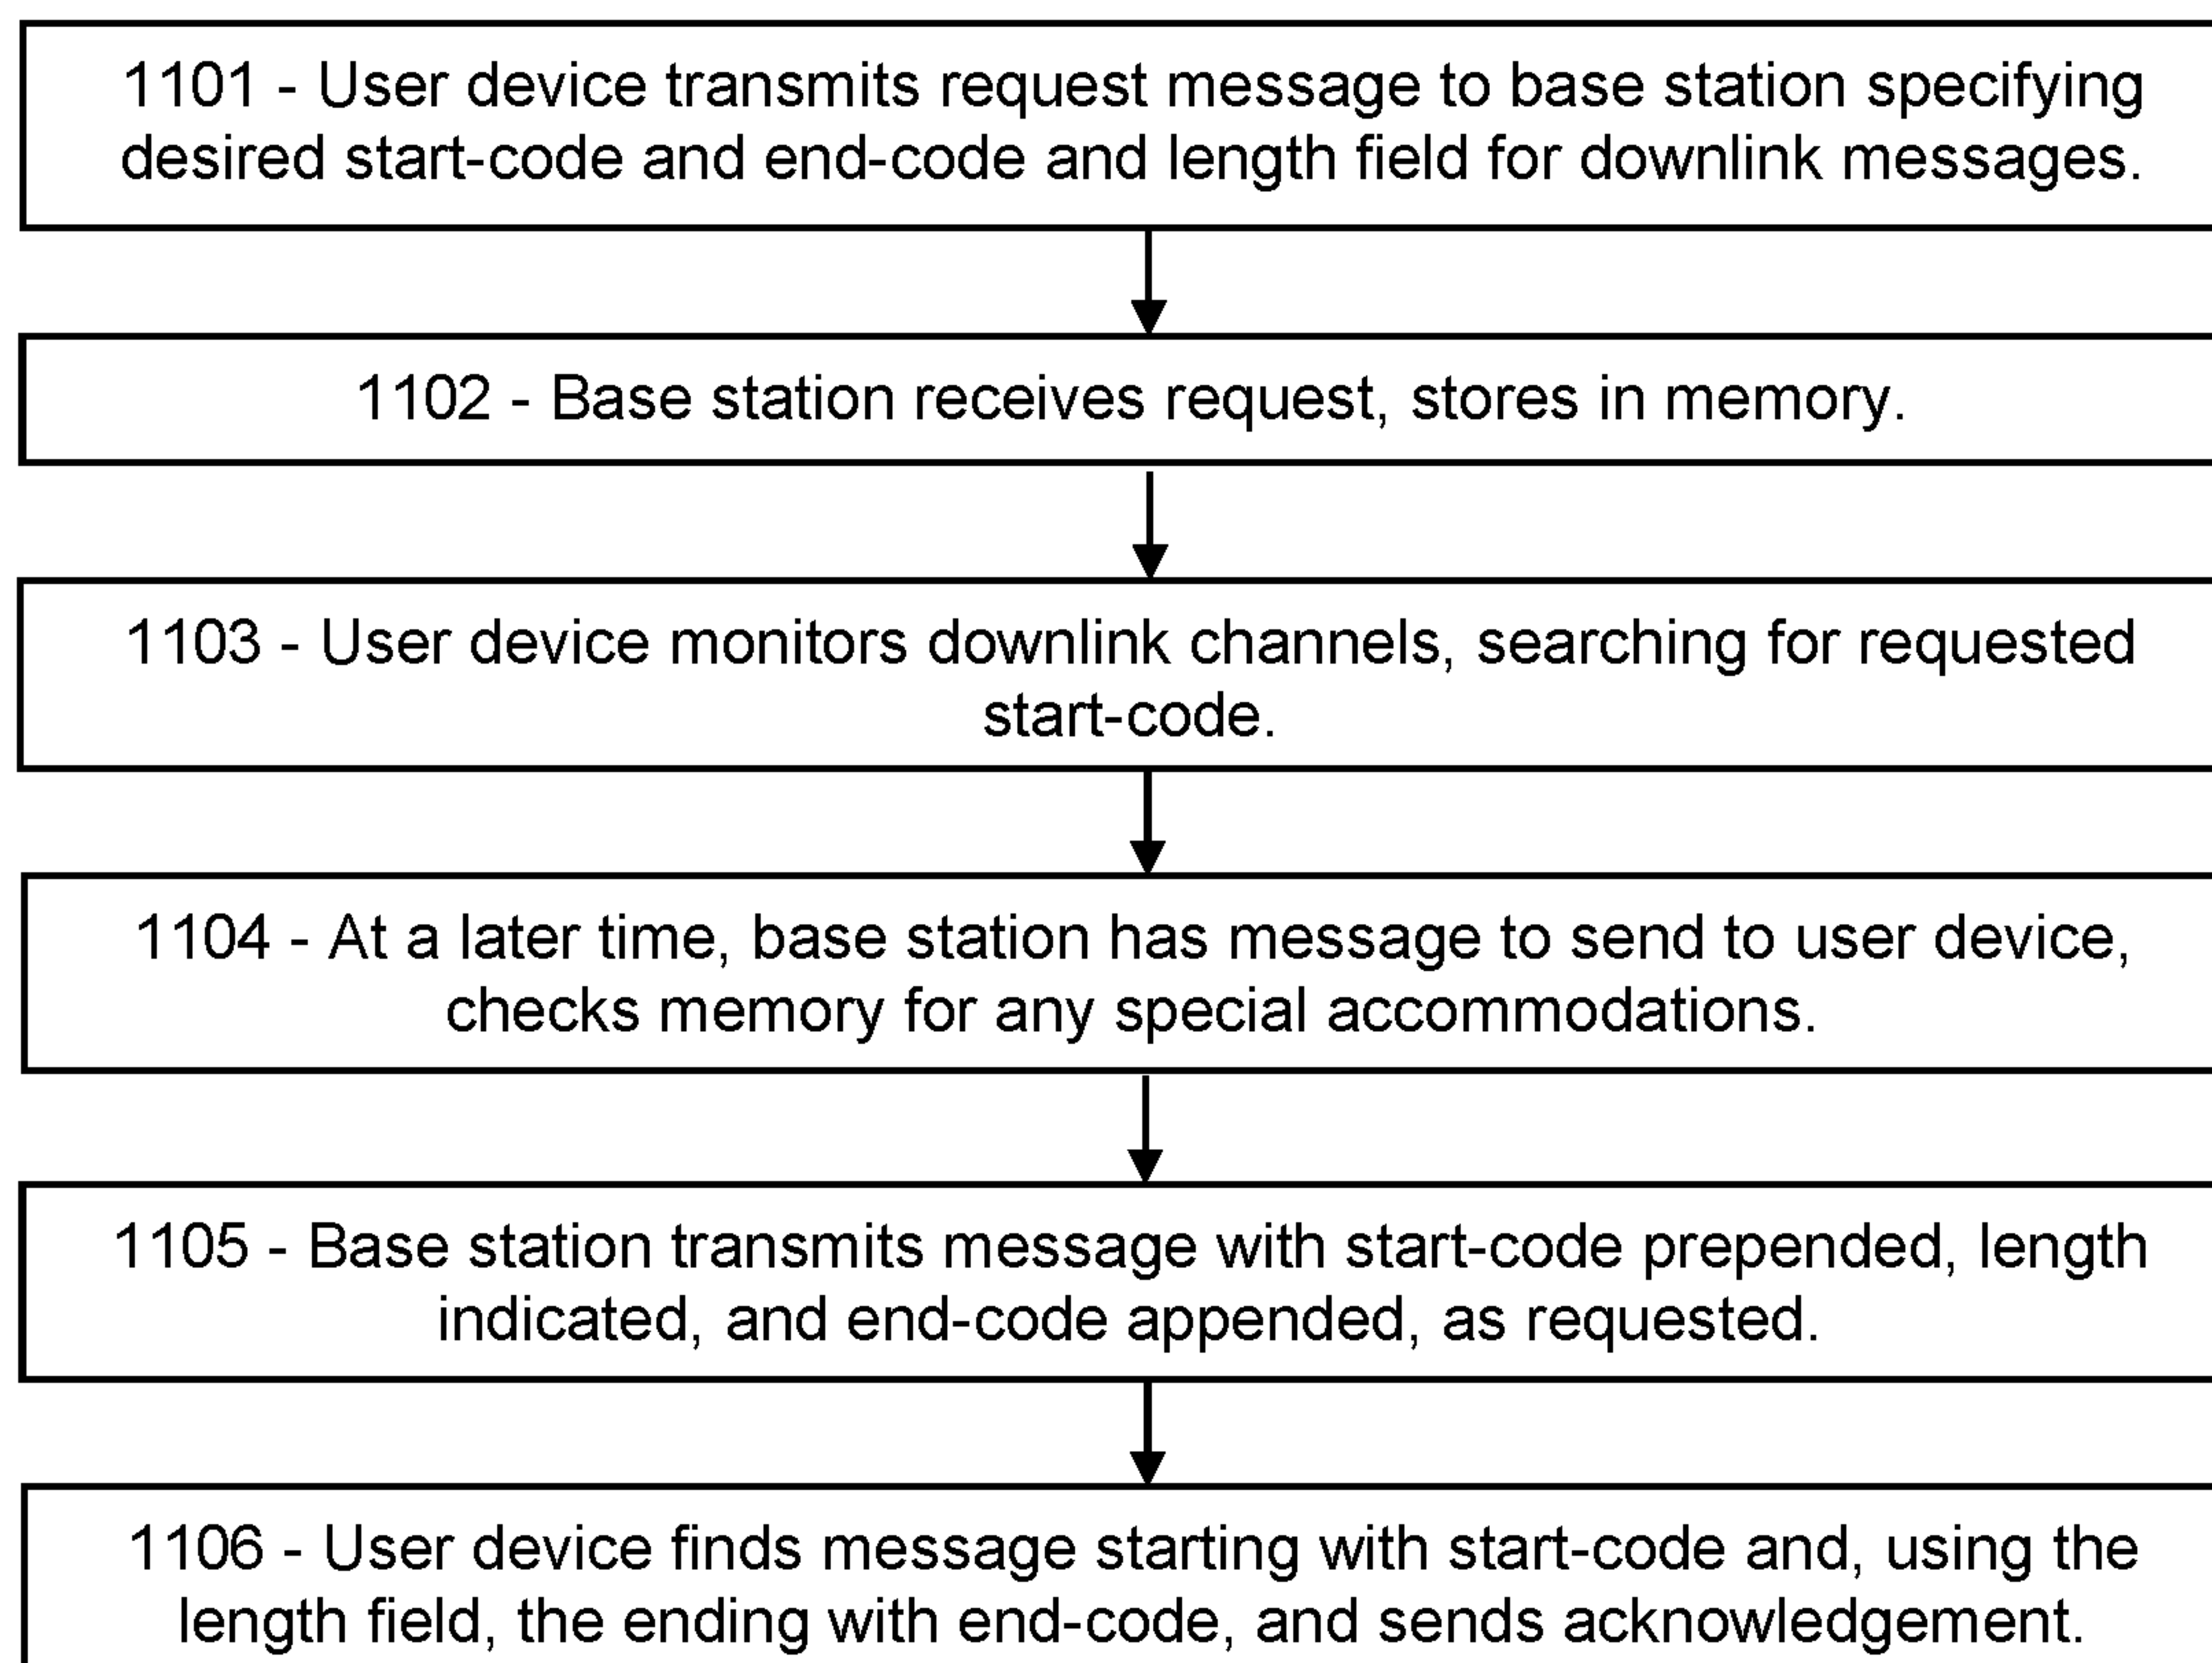 1101 - User device transmits request message to base station specifying
desired start-code and end-code and length field for downlink messages.
1102 - Base station receives request, stores in memory.
1103 - User device monitors downlink channels, searching for requested
start-code.
1104 - At a later time, base station has message to send to user device,
checks memory for any special accommodations.
1105 - Base station transmits message with start-code prepended, length
indicated, and end-code appended, as requested.
1106 - User device finds message starting with start-code and, using the
length field, the ending with end-code, and sends acknowledgement.